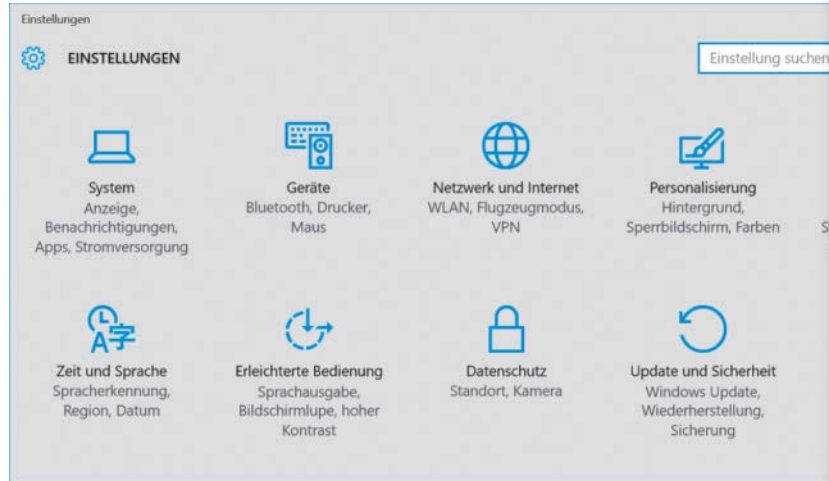 Einstellungen
EINSTELLUNGEN
Einstellung suchen
System
Anzeige,
Benachrichtigungen,
Apps, Stromversorgung
Geräte
Bluetooth, Drucker,
Maus
Netzwerk und Internet
WLAN, Flugzeugmodus,
VPN
Personalisierung
Hintergrund,
Sperrbildschirm, Farben
S
Zeit und Sprache
Spracherkennung,
Region, Datum
Erleichterte Bedienung
Sprachausgabe,
Bildschirmlupe, hoher
Kontrast
Datenschutz
Standort, Kamera
Update und Sicherheit
Windows Update,
Wiederherstellung,
Sicherung